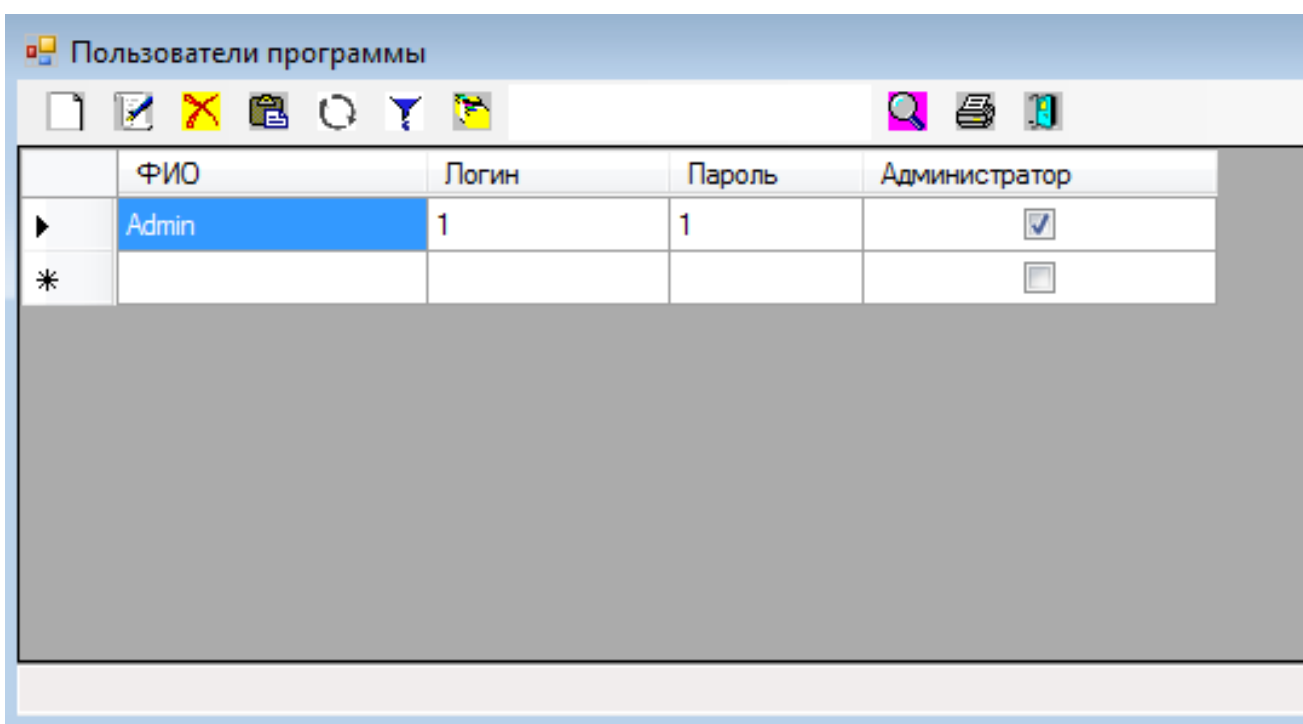 Пользователи программы
ФИО Логин Пароль Администратор
Admin 1 1